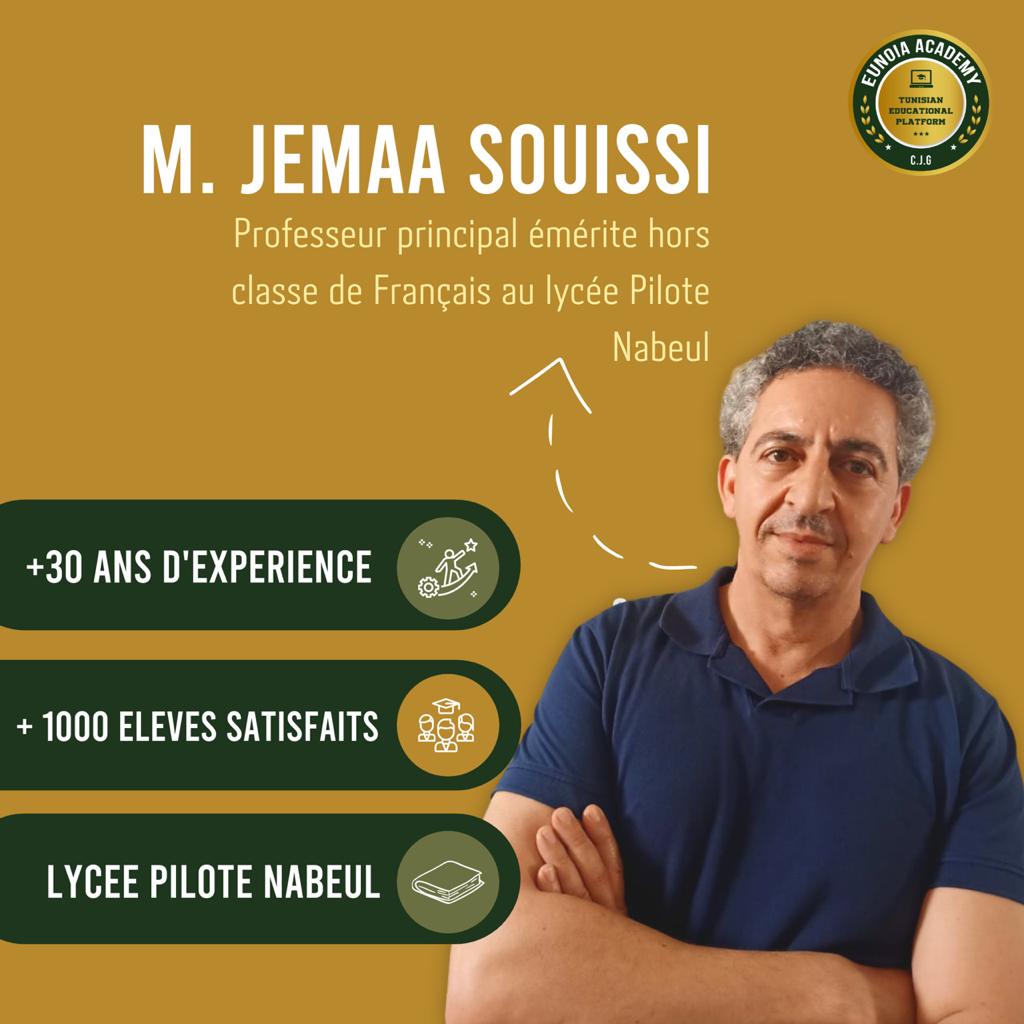 EUNOIA ACADEMY
TUNISIAN
EDUCATIONAL
PLATFORM
C.J.G
M. JEMAA SOUISSI
Professeur principal émérite hors
classe de Français au lycée Pilote
Nabeul
+30 ANS D'EXPERIENCE
+ 1000 ELEVES SATISFAITS
LYCEE PILOTE NABEUL